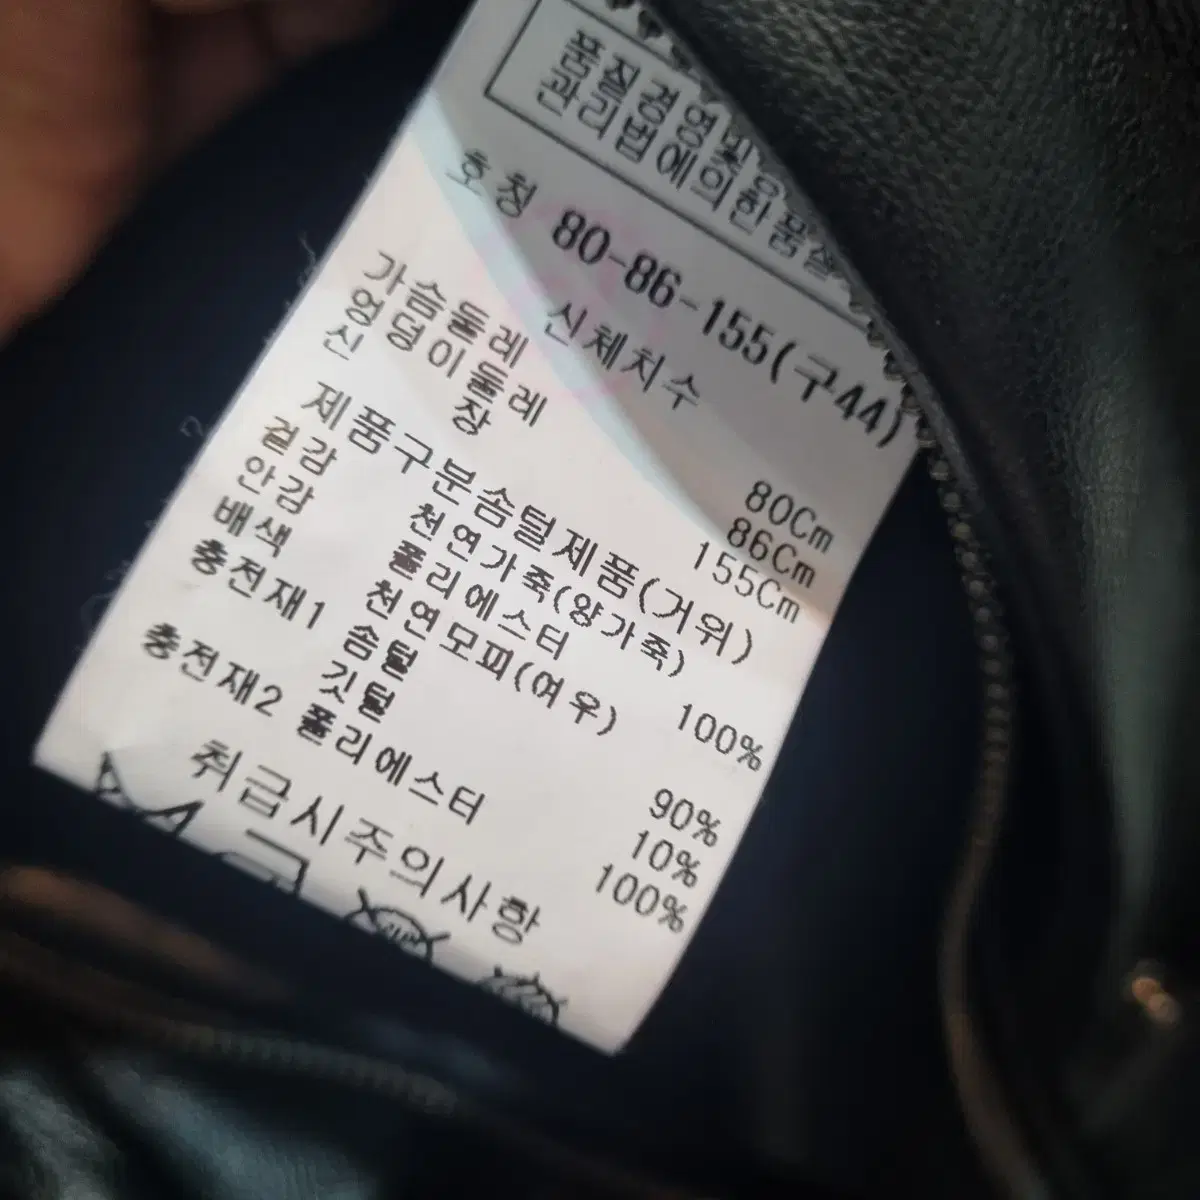 품질경영및
관리법에의한품질
호칭 80-86-155(구44)
신체치수
가슴둘레 80Cm
엉덩이둘레 86Cm
신장 155Cm
제품구분솜털제품(거위)
겉감 천연가죽(양가죽)
안감 폴리에스터 100%
배색 천연모피(여우)
충전재1 솜털 90%
깃털 10%
충전재2 폴리에스터 100%
취급시주의사항